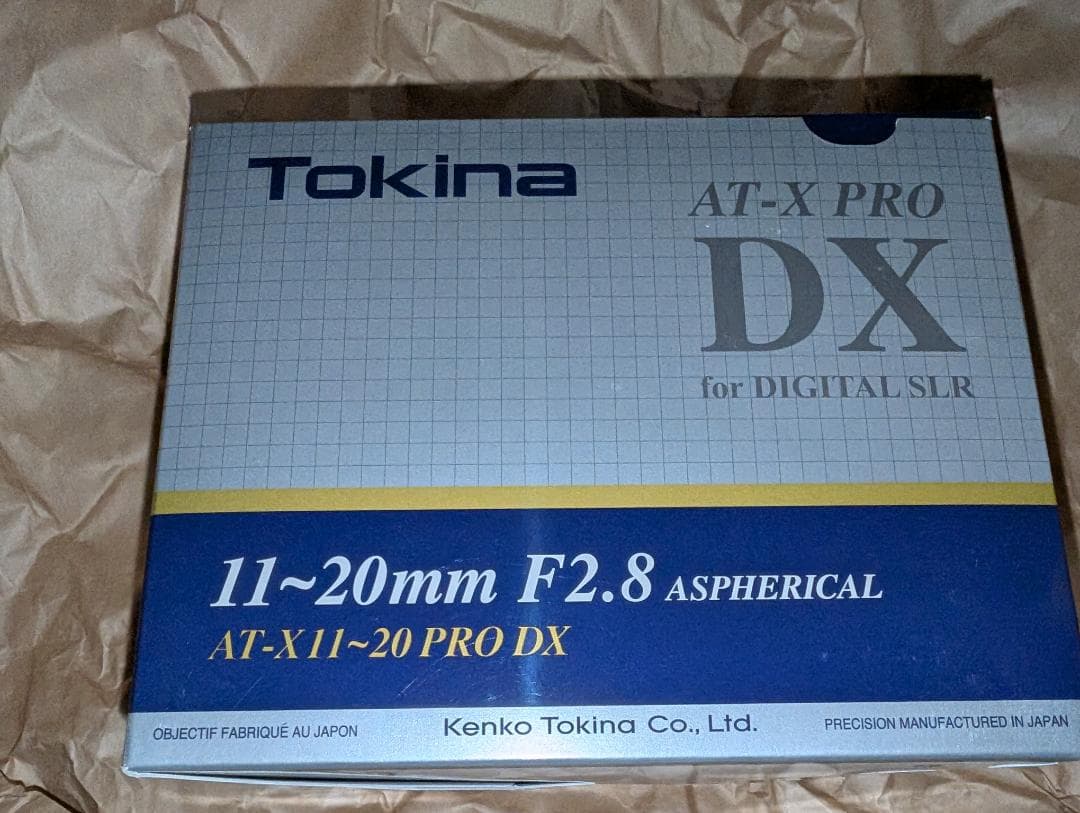 Tokina
AT-X PRO
DX
for DIGITAL SLR
11~20mm F2.8 ASPHERICAL
AT-X 11~20 PRO DX
OBJECTIF FABRIQUÉ AU JAPON
Kenko Tokina Co., Ltd.
PRECISION MANUFACTURED IN JAPAN